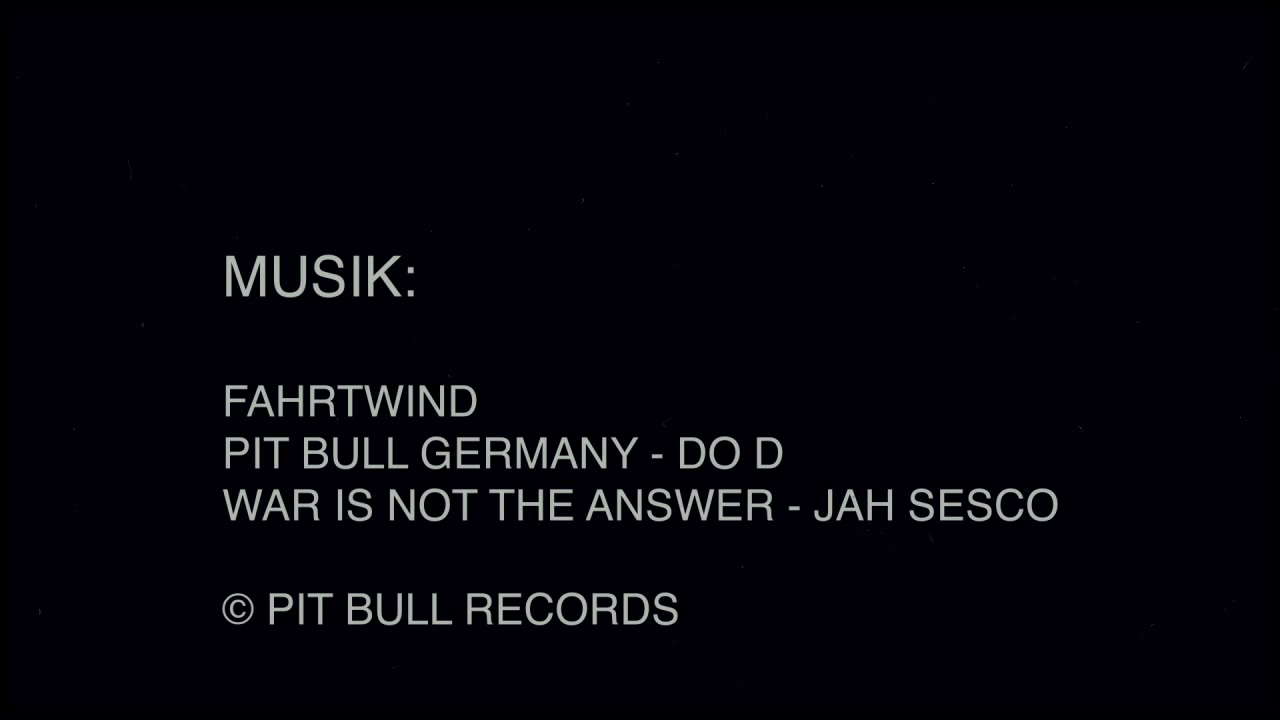 MUSIK:
FAHRTWIND
PIT BULL GERMANY - DO D
WAR IS NOT THE ANSWER - JAH SESCO
© PIT BULL RECORDS